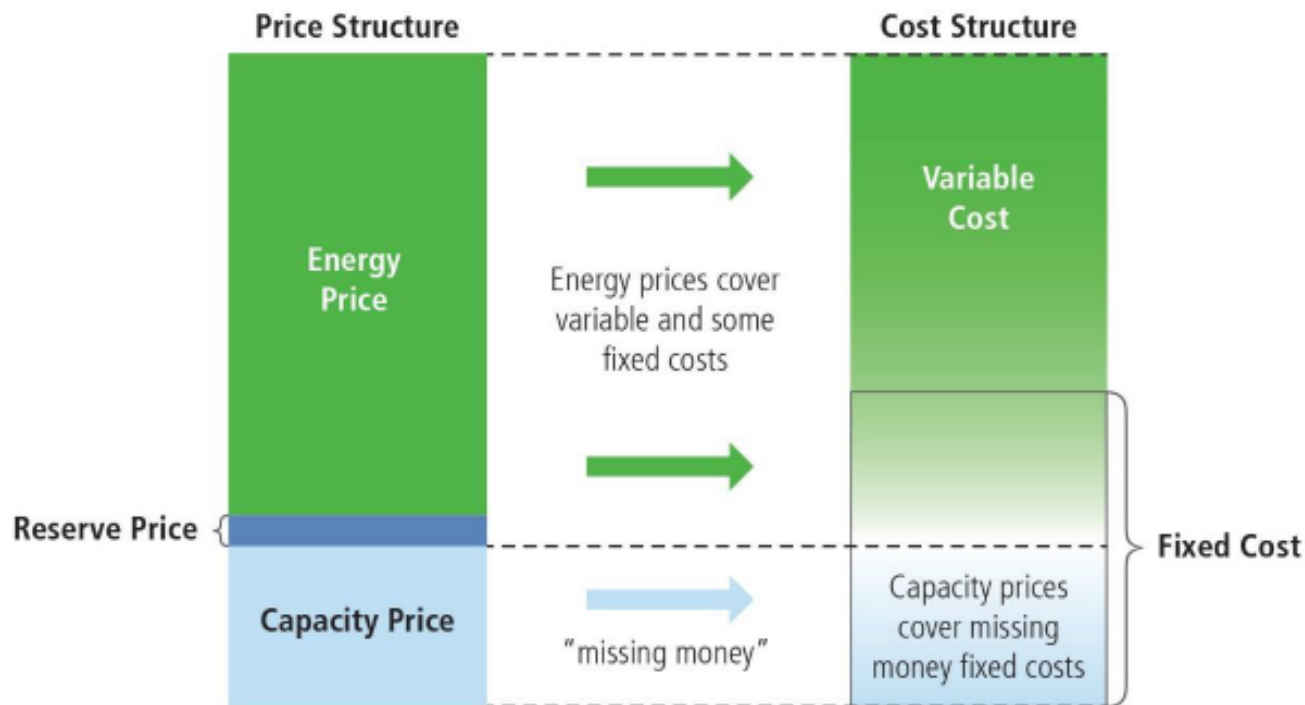 Price Structure
Cost Structure
Energy
Price
Energy prices cover
variable and some
fixed costs
Variable
Cost
Reserve Price
Capacity Price
"missing money"
Capacity prices
cover missing
money fixed costs
Fixed Cost